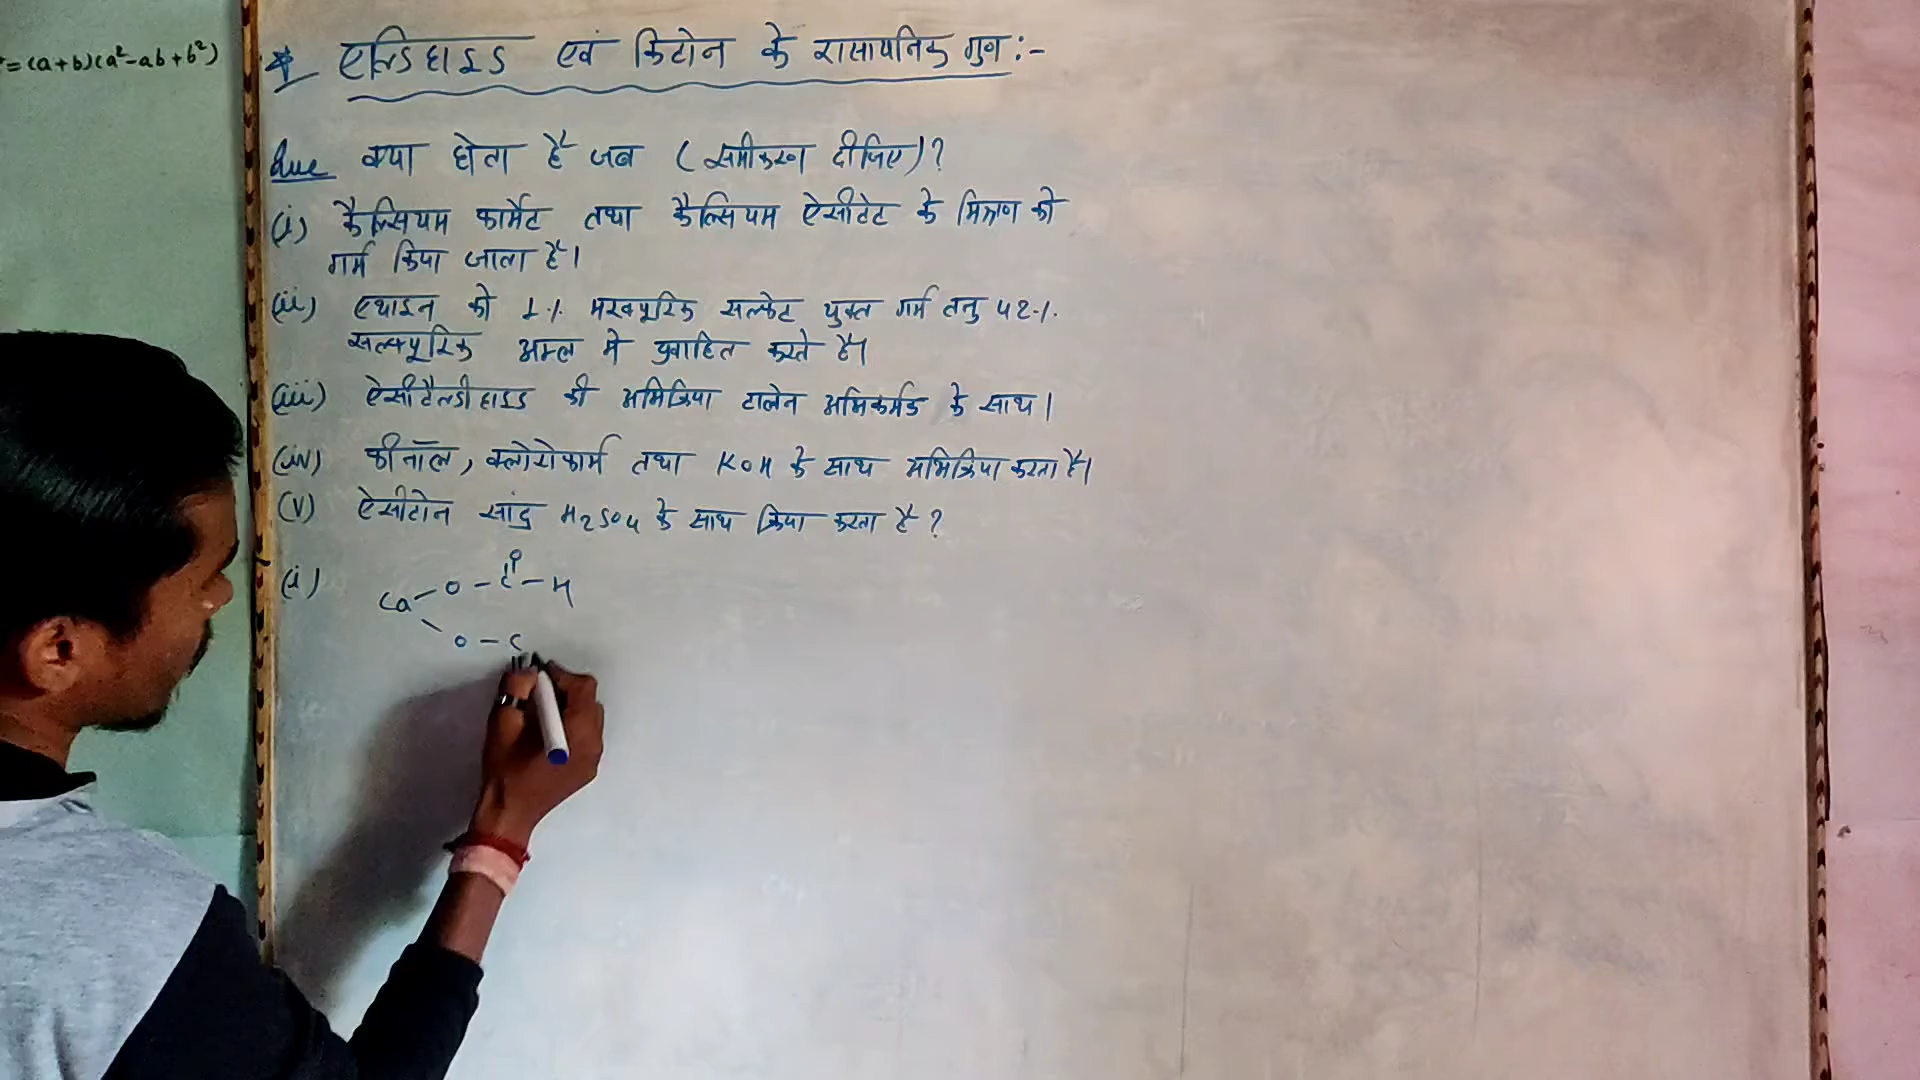 = (a+b)(a²-ab+b²)
* एल्डिहाइड एवं किटोन के रासायनिक गुण :-
Que क्या होता है जब (समीकरण दीजिए)?
(i) कैल्सियम फार्मेट तथा कैल्सियम ऐसीटेट के मिश्रण को
गर्म किया जाता है।
(ii) एथाइन को 1% मरक्यूरिक सल्फेट युक्त गर्म तनु 42%
सल्फ्यूरिक अम्ल में प्रवाहित करते है।
(iii) ऐसीटैल्डीहाइड की अभिक्रिया टालेन अभिकर्मक के साथ।
(iv) फीनॉल, क्लोरोफार्म तथा KOH के साथ अभिक्रिया करता है।
(v) ऐसीटोन सांद्र H₂SO₄ के साथ क्रिया करता है ?
O
(i) Ca - O - C - H
O - C